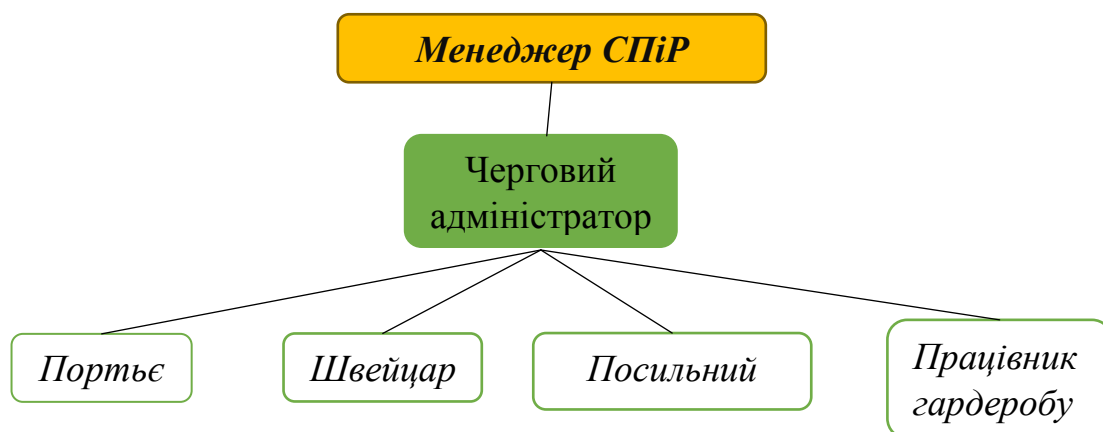 Менеджер СПіР
Черговий
адміністратор
Портьє
Швейцар
Посильний
Працівник
гардеробу